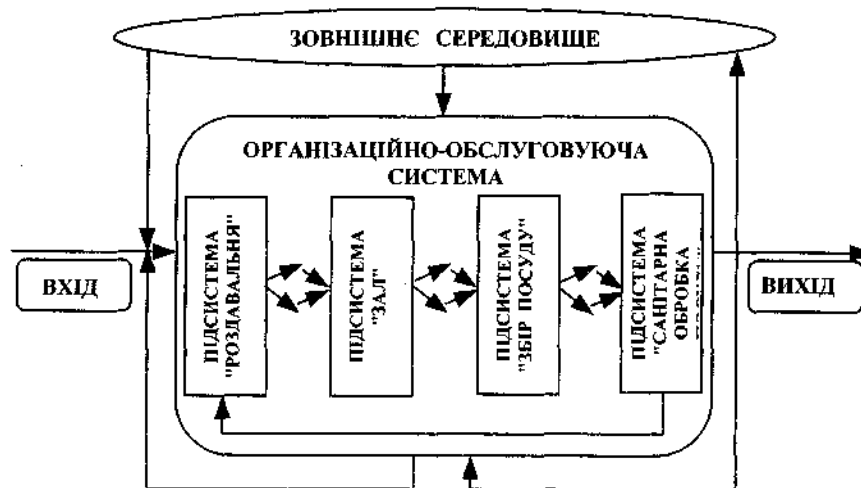 ЗОВНІШНЄ СЕРЕДОВИЩЕ
ОРГАНІЗАЦІЙНО-ОБСЛУГОВУЮЧА
СИСТЕМА
ВХІД
ПІДСИСТЕМА
"РОЗДАВАЛЬНЯ"
ПІДСИСТЕМА
"ЗАЛ"
ПІДСИСТЕМА
"ЗБІР ПОСУДУ"
ПІДСИСТЕМА
"САНІТАРНА
ОБРОБКА
ВИХІД